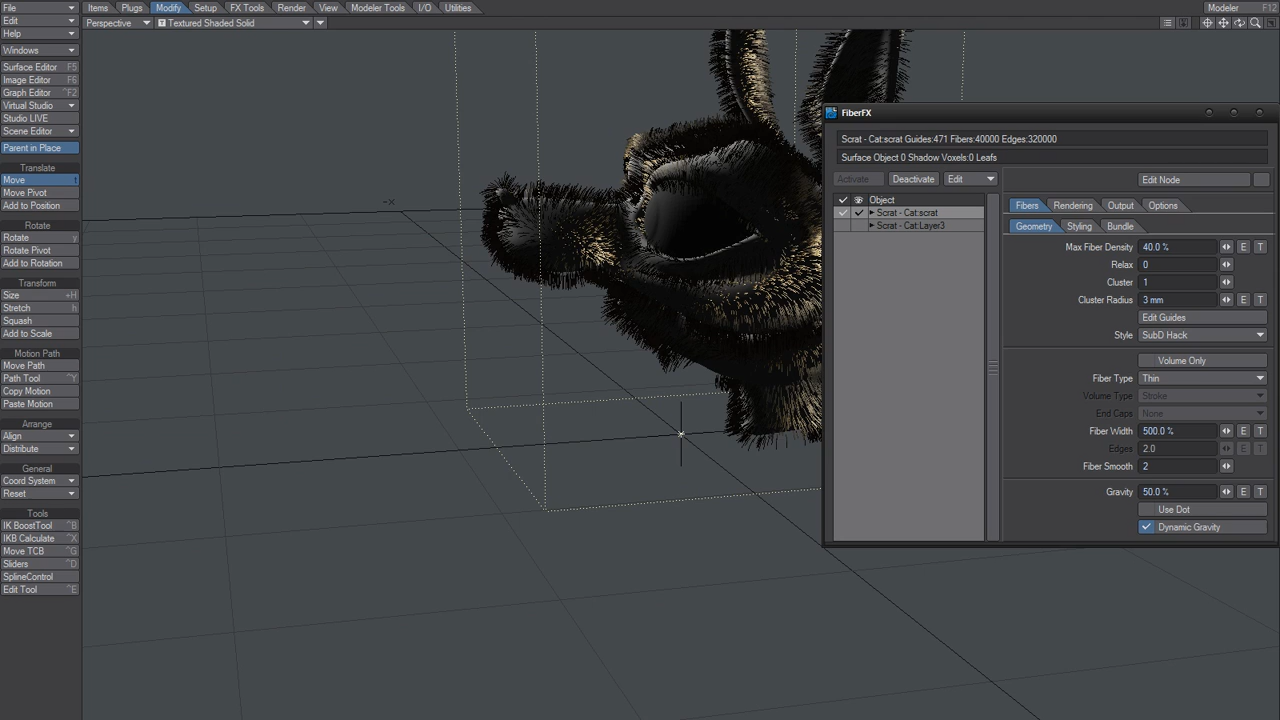 File
Items Plugs Modify Setup FX Tools Render View Modeler Tools I/O Utilities
Modeler F12
Edit
Help
Windows
Perspective
Textured Shaded Solid
Surface Editor F5
Image Editor F6
Graph Editor ^F2
Virtual Studio
Studio LIVE
Scene Editor
Parent in Place
Translate
Move t
Move Pivot
Add to Position
Rotate
Rotate y
Rotate Pivot
Add to Rotation
Transform
Size +H
Stretch h
Squash
Add to Scale
Motion Path
Move Path
Path Tool ^Y
Copy Motion
Paste Motion
Arrange
Align
Distribute
General
Coord System
Reset
Tools
IK BoostTool ^B
IKB Calculate ^X
Move TCB ^G
Sliders ^D
SplineControl
Edit Tool ^E
-X
FiberFX
Scrat - Cat:scrat Guides:471 Fibers:40000 Edges:320000
Surface Object 0 Shadow Voxels:0 Leafs
Activate Deactivate Edit
Object
Scrat - Cat:scrat
Scrat - Cat:Layer3
Edit Node
Fibers Rendering Output Options
Geometry Styling Bundle
Max Fiber Density 40.0 % E T
Relax 0
Cluster 1
Cluster Radius 3 mm E T
Edit Guides
Style SubD Hack
Volume Only
Fiber Type Thin
Volume Type Stroke
End Caps None
Fiber Width 500.0 % E T
Edges 2.0 E T
Fiber Smooth 2
Gravity 50.0 % E T
Use Dot
Dynamic Gravity